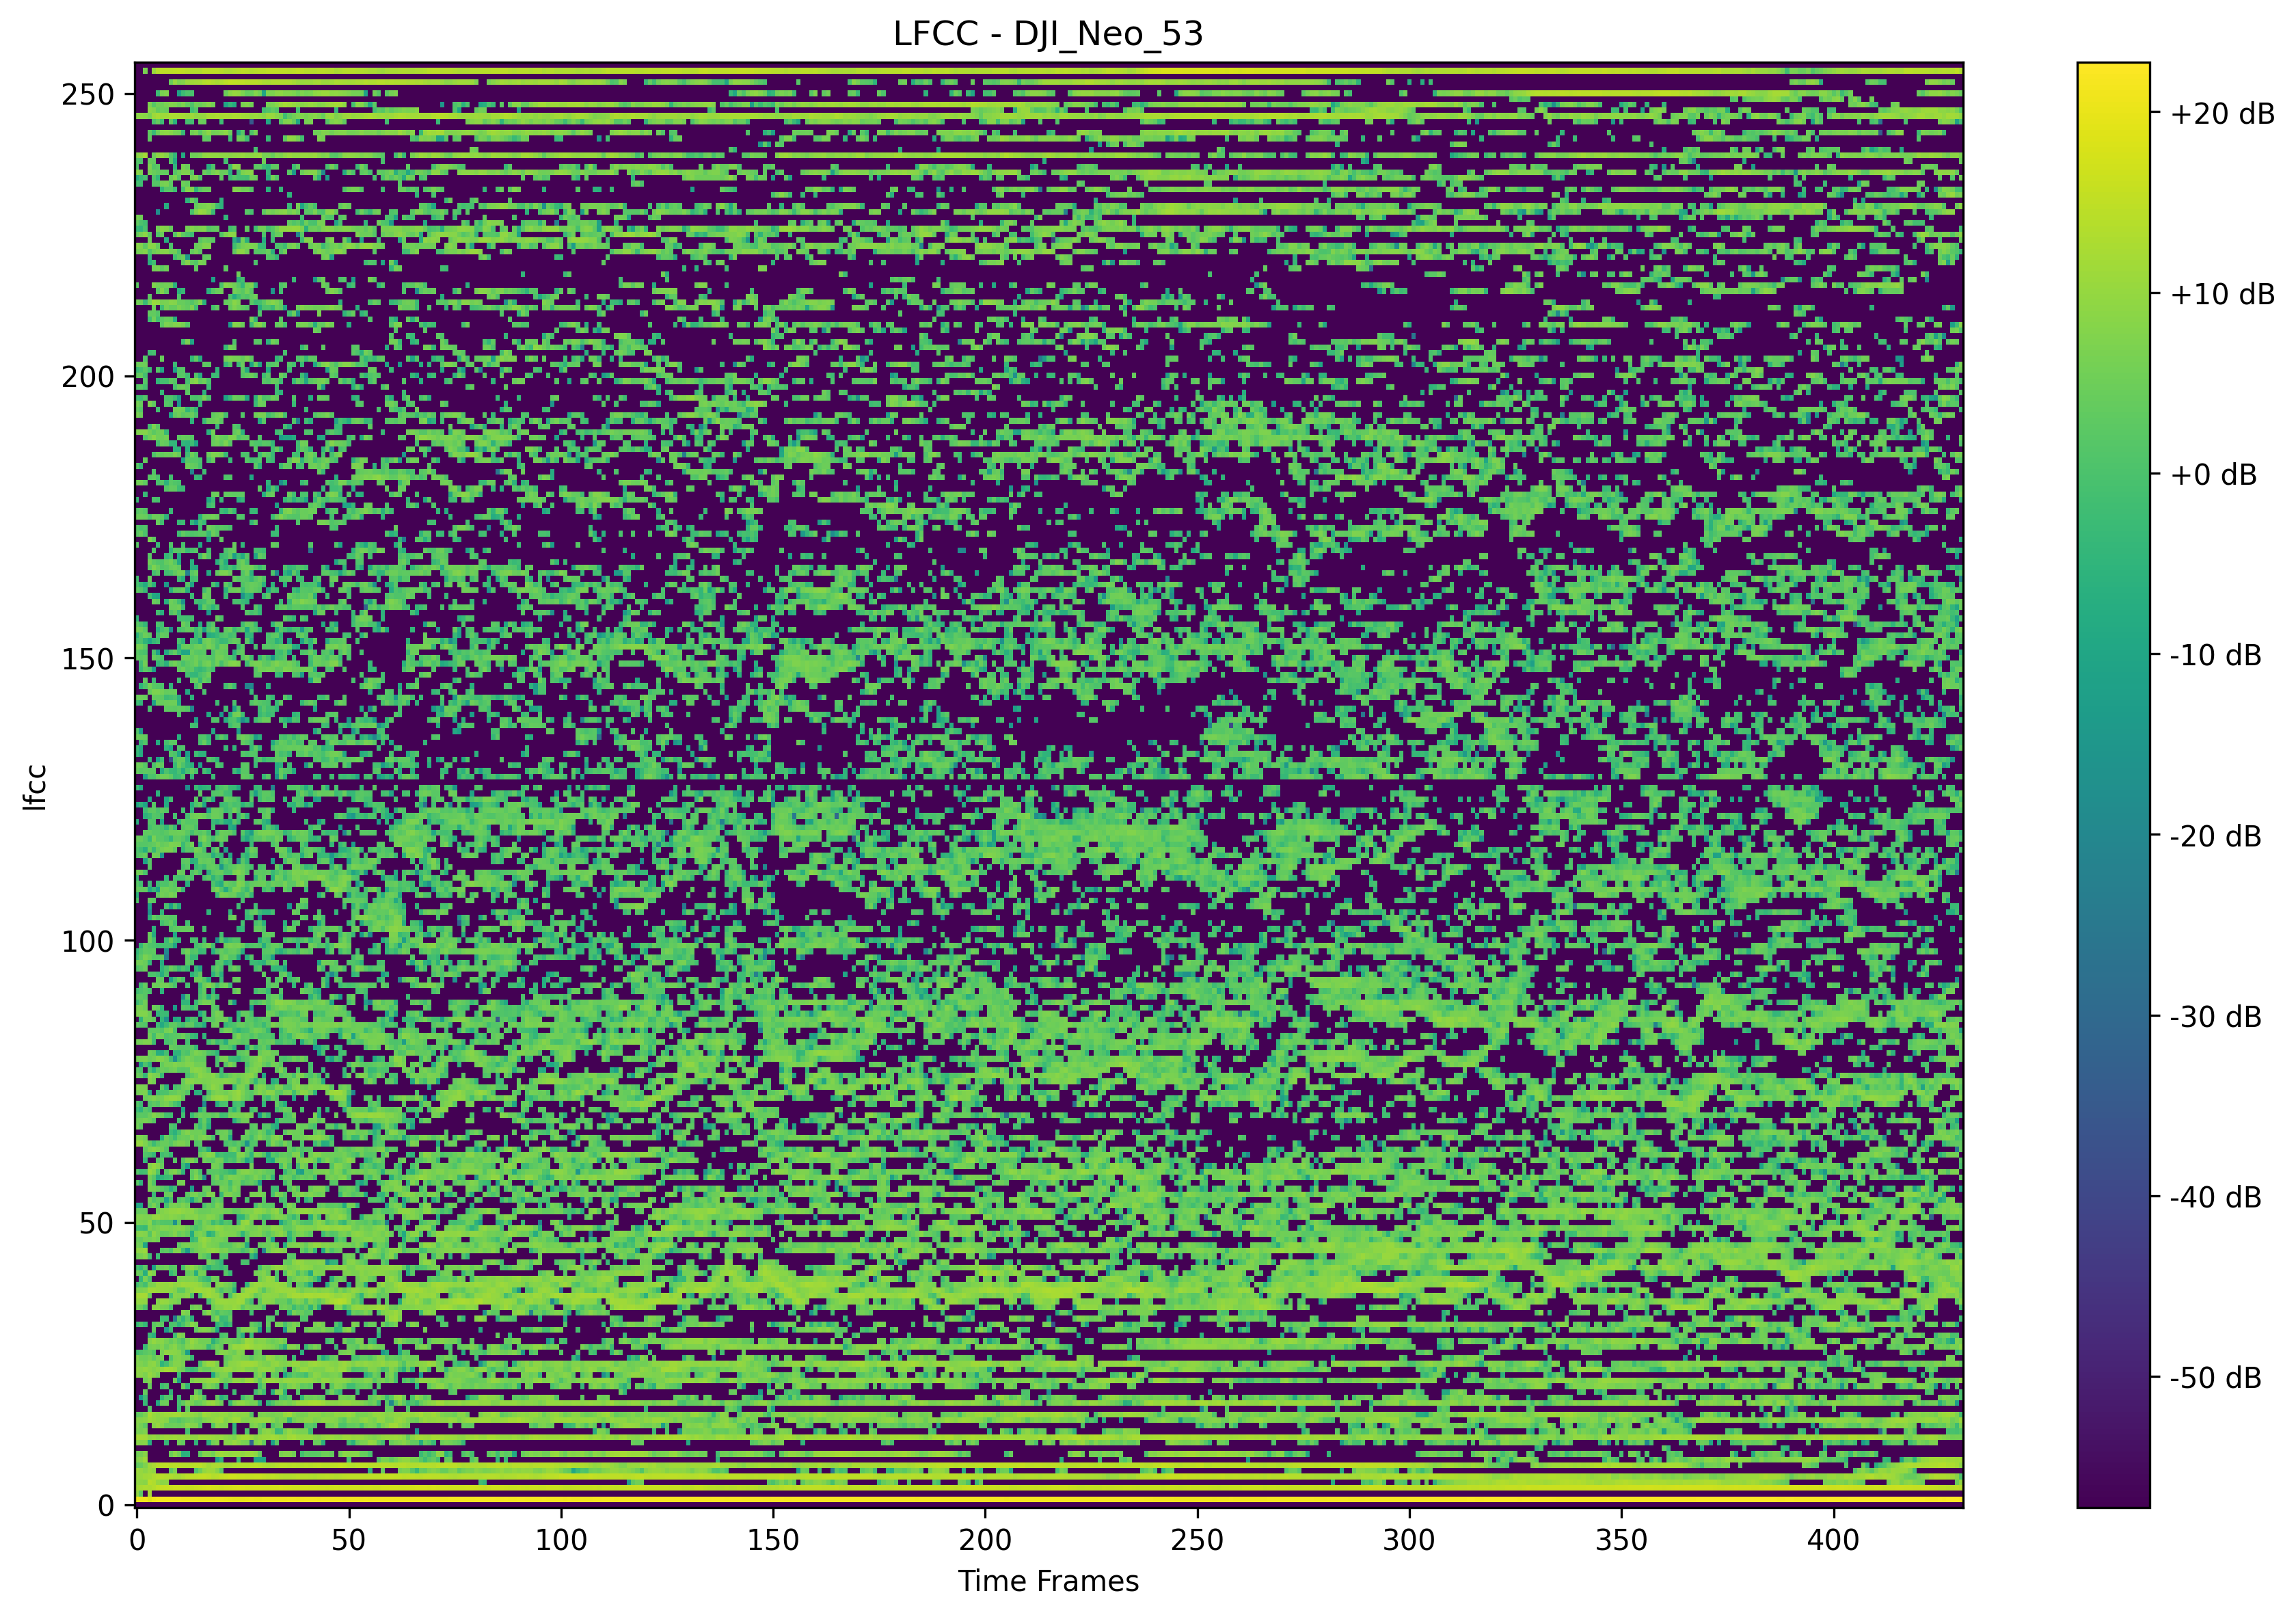 LFCC - DJI_Neo_53
lfcc
250
200
150
100
50
0
0 50 100 150 200 250 300 350 400
Time Frames
+20 dB
+10 dB
+0 dB
-10 dB
-20 dB
-30 dB
-40 dB
-50 dB